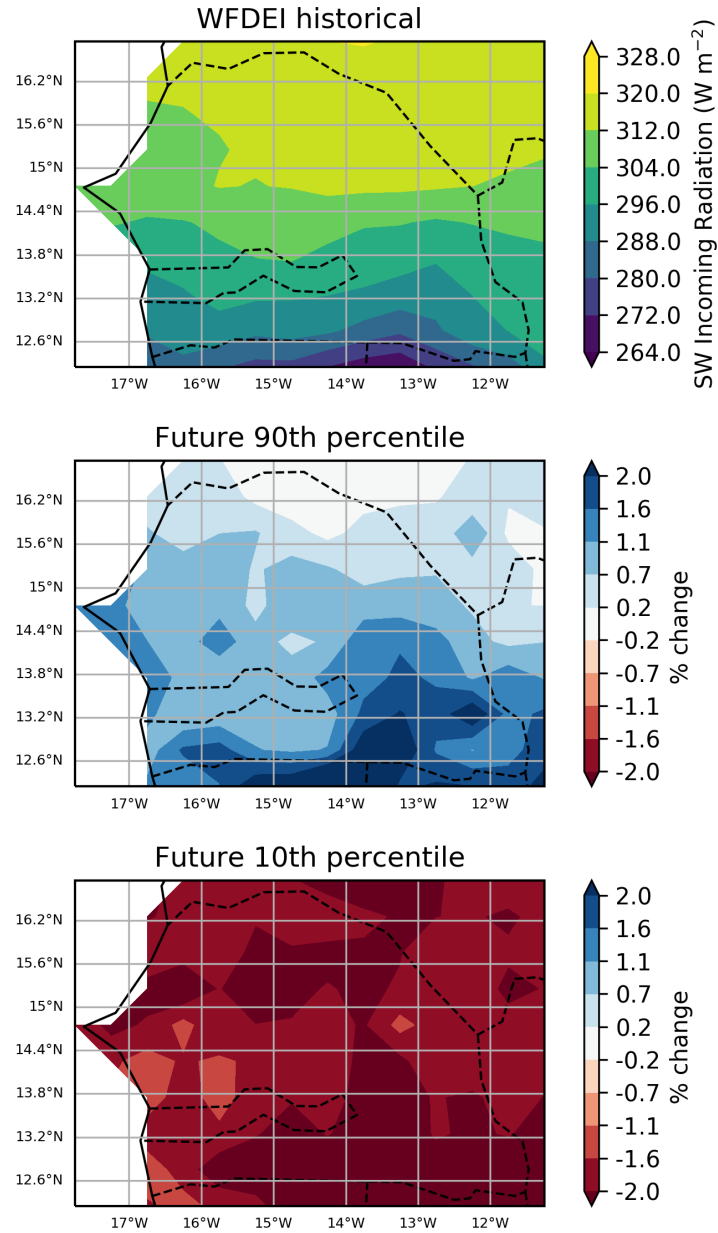 WFDEI historical
16.2°N
15.6°N
15°N
14.4°N
13.8°N
13.2°N
12.6°N
17°W 16°W 15°W 14°W 13°W 12°W
328.0
320.0
312.0
304.0
296.0
288.0
280.0
272.0
264.0
SW Incoming Radiation (W m⁻²)
Future 90th percentile
16.2°N
15.6°N
15°N
14.4°N
13.8°N
13.2°N
12.6°N
17°W 16°W 15°W 14°W 13°W 12°W
2.0
1.6
1.1
0.7
0.2
-0.2
-0.7
-1.1
-1.6
-2.0
% change
Future 10th percentile
16.2°N
15.6°N
15°N
14.4°N
13.8°N
13.2°N
12.6°N
17°W 16°W 15°W 14°W 13°W 12°W
2.0
1.6
1.1
0.7
0.2
-0.2
-0.7
-1.1
-1.6
-2.0
% change